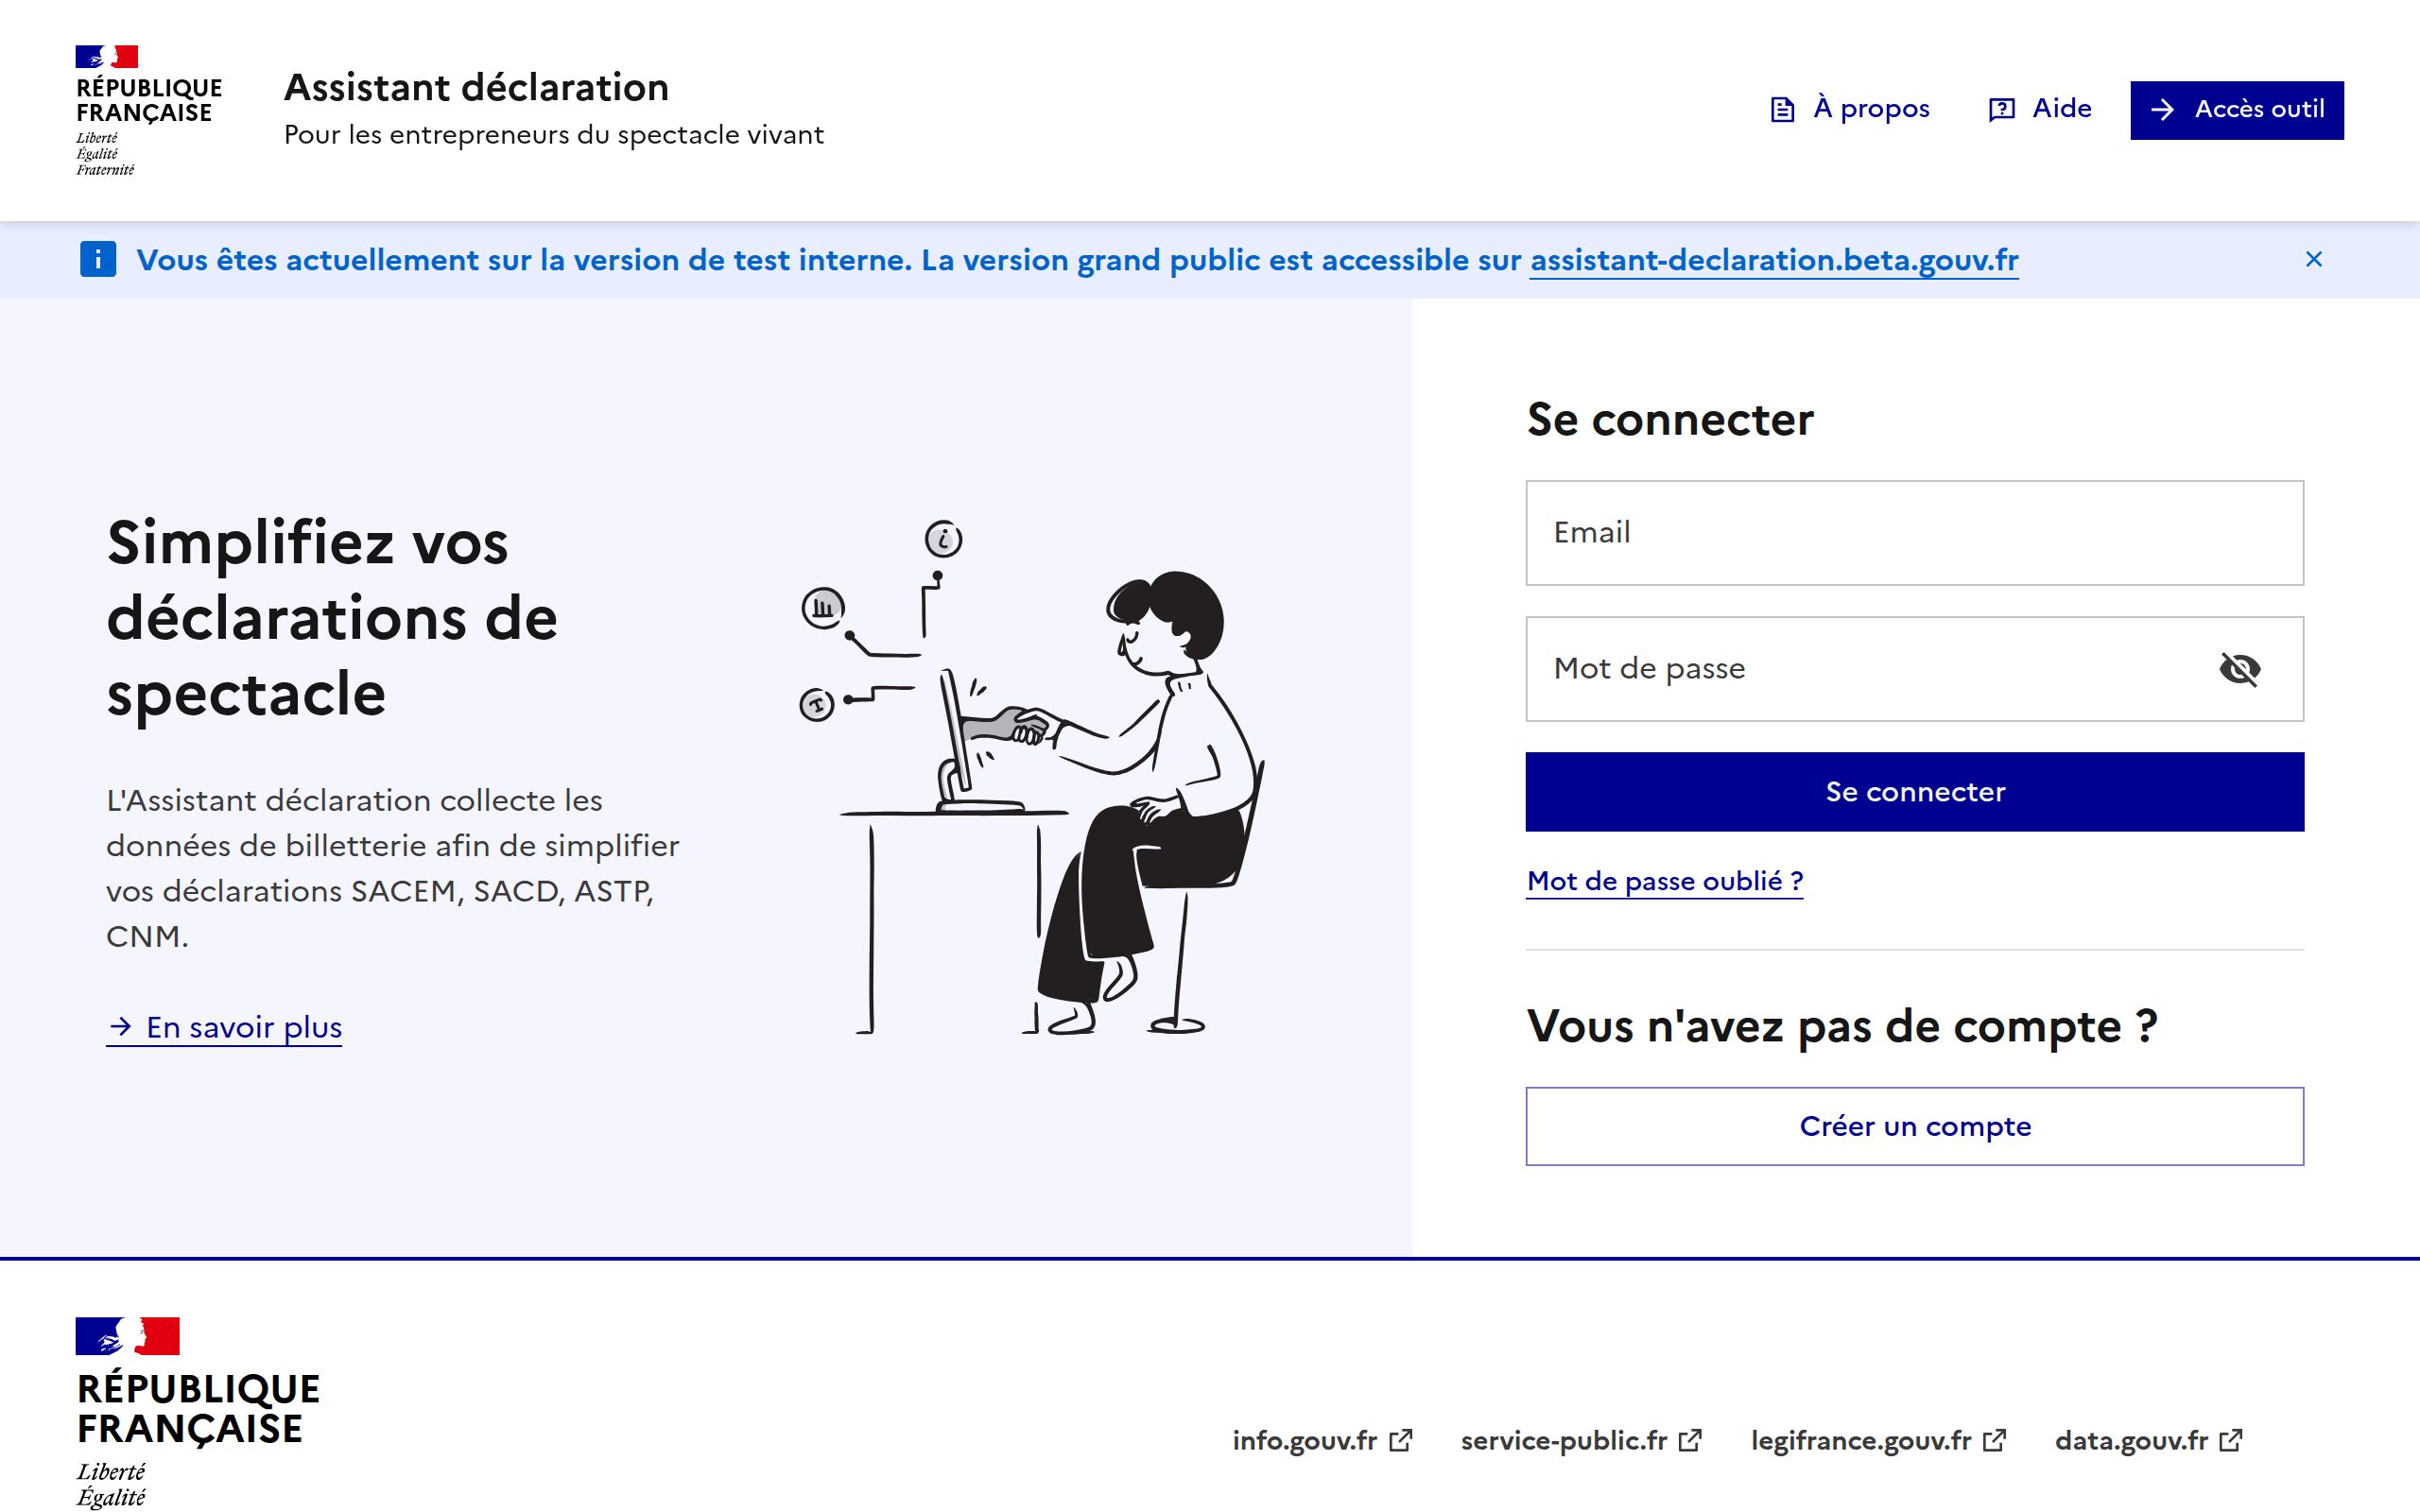 RÉPUBLIQUE
FRANÇAISE
Liberté
Égalité
Fraternité
Assistant déclaration
Pour les entrepreneurs du spectacle vivant
À propos
Aide
Accès outil
Vous êtes actuellement sur la version de test interne. La version grand public est accessible sur assistant-declaration.beta.gouv.fr
Simplifiez vos
déclarations de
spectacle
L'Assistant déclaration collecte les
données de billetterie afin de simplifier
vos déclarations SACEM, SACD, ASTP,
CNM.
En savoir plus
Se connecter
Email
Mot de passe
Se connecter
Mot de passe oublié ?
Vous n'avez pas de compte ?
Créer un compte
RÉPUBLIQUE
FRANÇAISE
Liberté
Égalité
info.gouv.fr
service-public.fr
legifrance.gouv.fr
data.gouv.fr